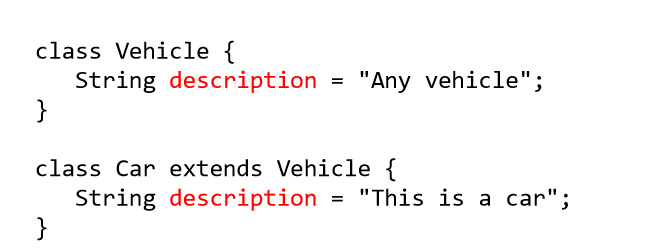 class Vehicle {
   String description = "Any vehicle";
}
class Car extends Vehicle {
   String description = "This is a car";
}